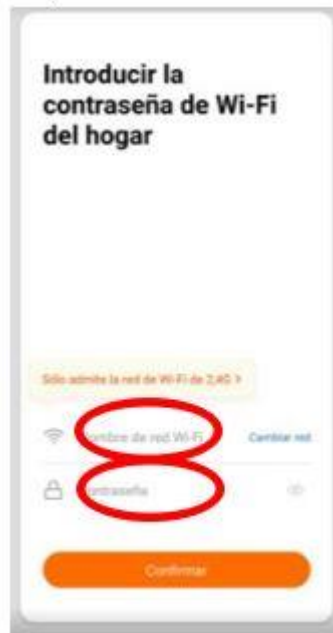 Introducir la
contraseña de Wi-Fi
del hogar
Sólo admite la red de Wi-Fi de 2,4G >
Nombre de red Wi-Fi Cambiar red
Contraseña
Confirmar